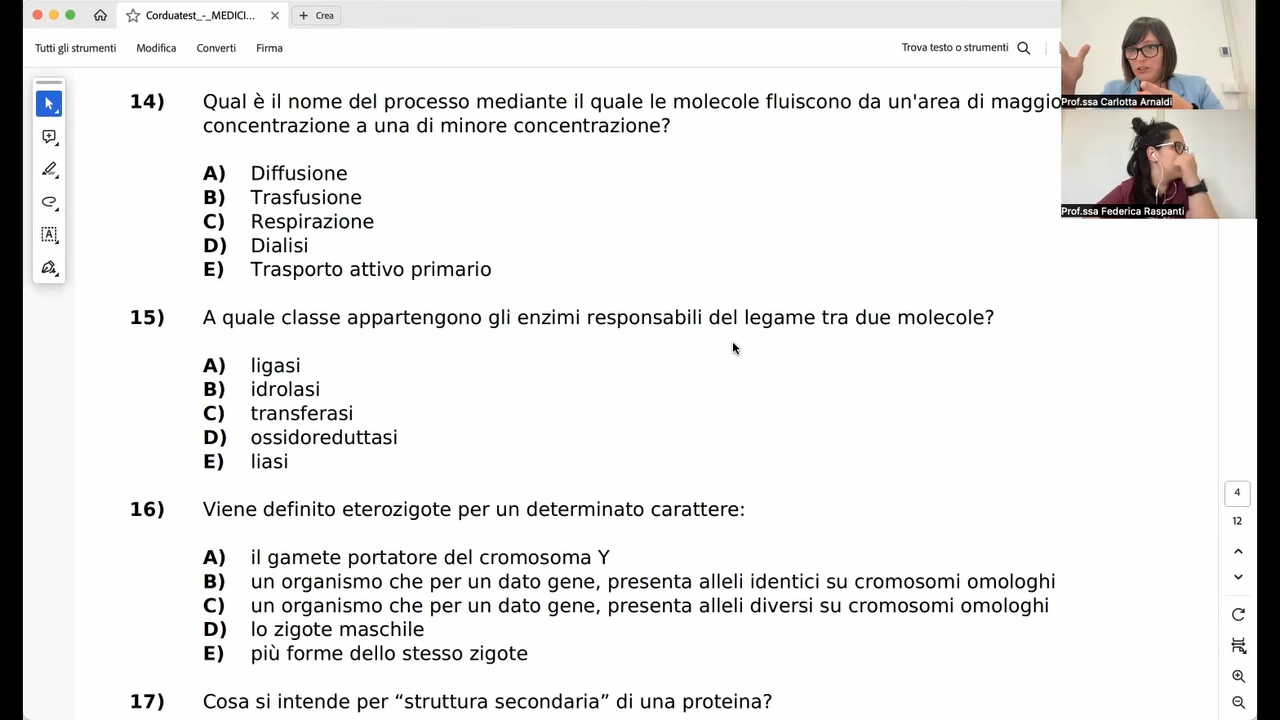 Corduatest_-_MEDICI...
Crea
Tutti gli strumenti
Modifica
Converti
Firma
Trova testo o strumenti
Prof.ssa Carlotta Arnaldi
Prof.ssa Federica Raspanti
14) Qual è il nome del processo mediante il quale le molecole fluiscono da un'area di maggio
concentrazione a una di minore concentrazione?
A) Diffusione
B) Trasfusione
C) Respirazione
D) Dialisi
E) Trasporto attivo primario
15) A quale classe appartengono gli enzimi responsabili del legame tra due molecole?
A) ligasi
B) idrolasi
C) transferasi
D) ossidoreduttasi
E) liasi
16) Viene definito eterozigote per un determinato carattere:
A) il gamete portatore del cromosoma Y
B) un organismo che per un dato gene, presenta alleli identici su cromosomi omologhi
C) un organismo che per un dato gene, presenta alleli diversi su cromosomi omologhi
D) lo zigote maschile
E) più forme dello stesso zigote
17) Cosa si intende per “struttura secondaria” di una proteina?
4
12